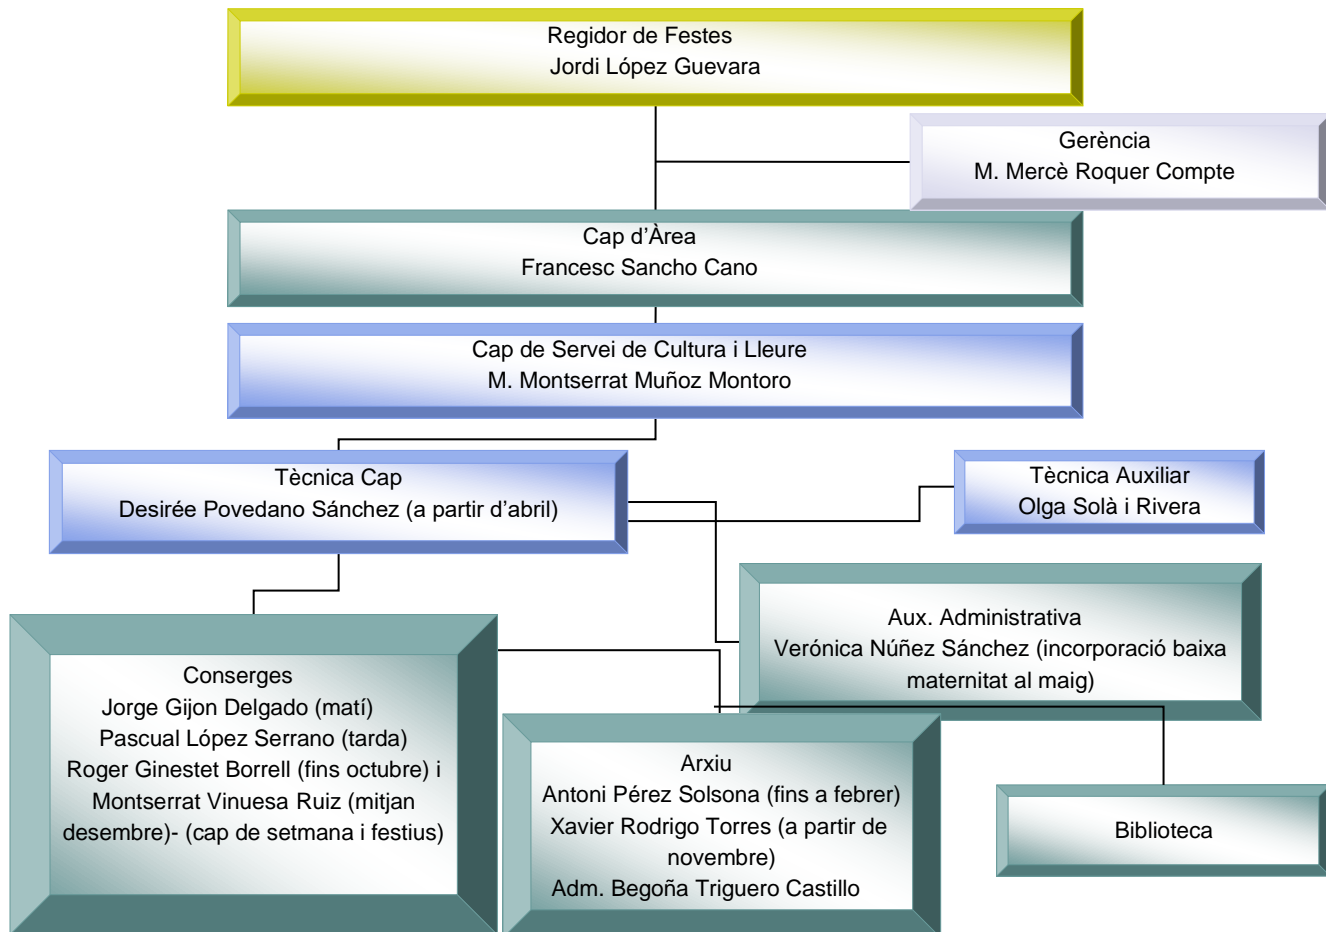 Regidor de Festes
Jordi López Guevara
Gerència
M. Mercè Roquer Compte
Cap d’Àrea
Francesc Sancho Cano
Cap de Servei de Cultura i Lleure
M. Montserrat Muñoz Montoro
Tècnica Cap
Desirée Povedano Sánchez (a partir d’abril)
Tècnica Auxiliar
Olga Solà i Rivera
Aux. Administrativa
Verónica Núñez Sánchez (incorporació baixa
maternitat al maig)
Conserges
Jorge Gijon Delgado (matí)
Pascual López Serrano (tarda)
Roger Ginestet Borrell (fins octubre) i
Montserrat Vinuesa Ruiz (mitjan
desembre)- (cap de setmana i festius)
Arxiu
Antoni Pérez Solsona (fins a febrer)
Xavier Rodrigo Torres (a partir de
novembre)
Adm. Begoña Triguero Castillo
Biblioteca